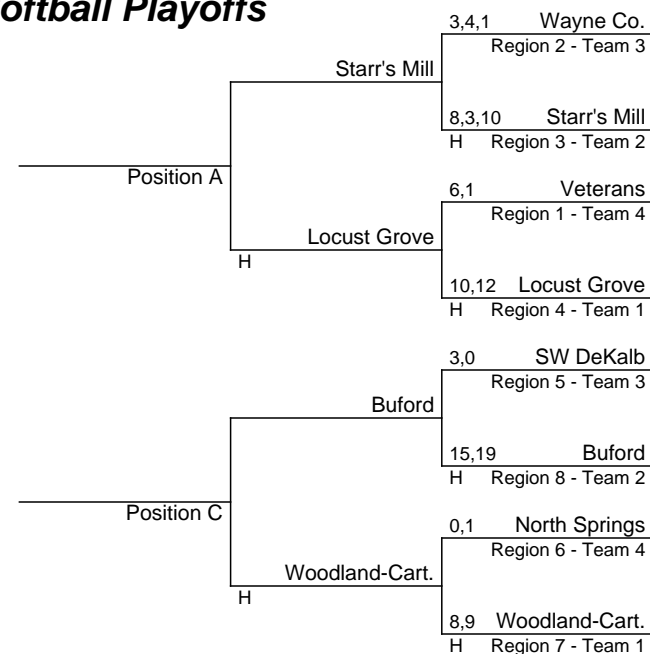 oftball Playoffs
3,4,1 Wayne Co.
Region 2 - Team 3
Starr's Mill
8,3,10 Starr's Mill
H Region 3 - Team 2
Position A
6,1 Veterans
Region 1 - Team 4
Locust Grove
H
10,12 Locust Grove
H Region 4 - Team 1
3,0 SW DeKalb
Region 5 - Team 3
Buford
15,19 Buford
H Region 8 - Team 2
Position C
0,1 North Springs
Region 6 - Team 4
Woodland-Cart.
H
8,9 Woodland-Cart.
H Region 7 - Team 1